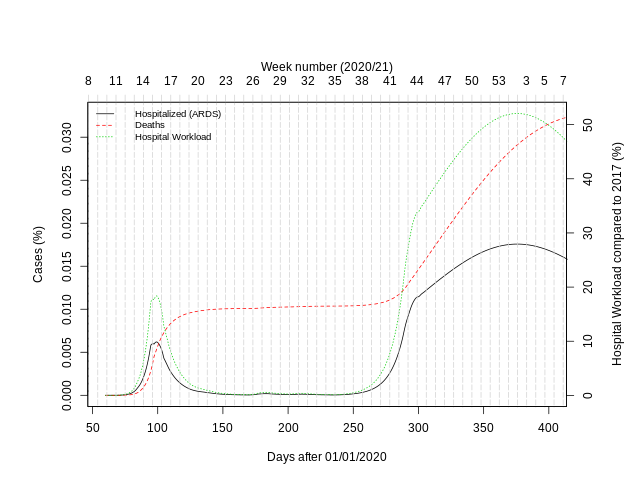 Week number (2020/21)
8 11 14 17 20 23 26 29 32 35 38 41 44 47 50 53 3 5 7
Hospitalized (ARDS)
Deaths
Hospital Workload
Cases (%)
0.000 0.005 0.010 0.015 0.020 0.025 0.030
Hospital Workload compared to 2017 (%)
0 10 20 30 40 50
50 100 150 200 250 300 350 400
Days after 01/01/2020